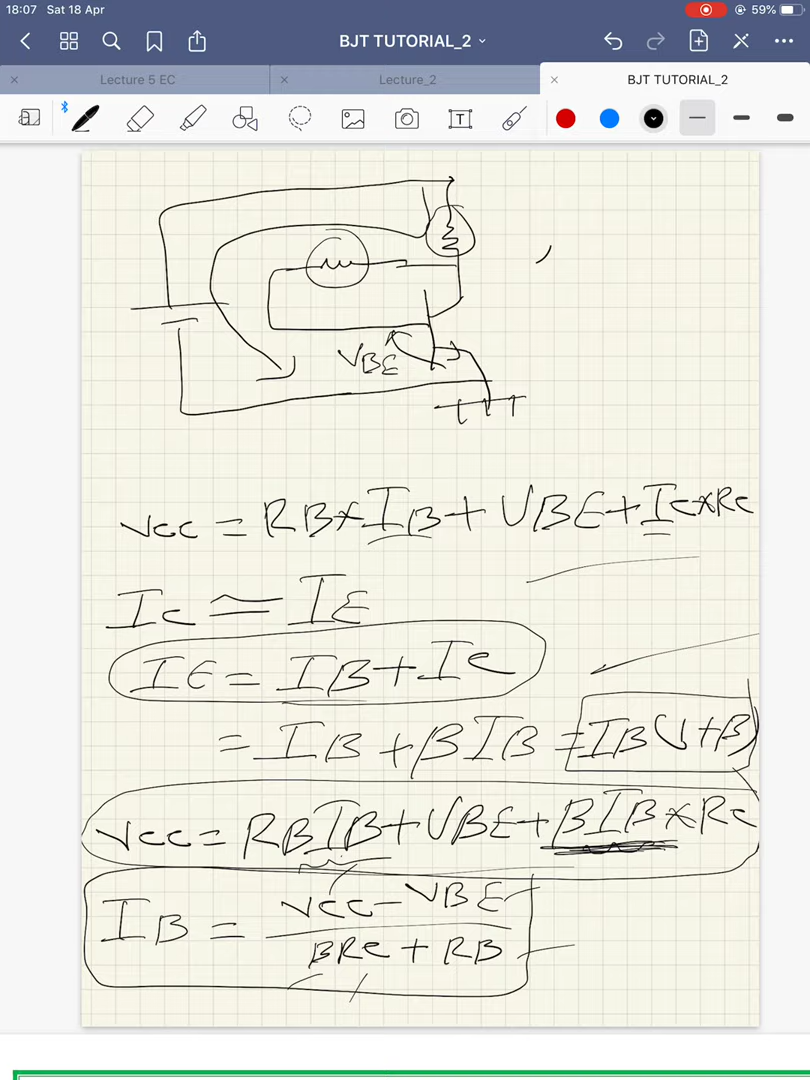 18:07 Sat 18 Apr
59%
BJT TUTORIAL_2
Lecture 5 EC
Lecture_2
BJT TUTORIAL_2
T
VBE
VCC = RB × IB + VBE + IC × RC
IC ≃ IE
IE = IB + IC
= IB + βIB = IB (1+β)
VCC = RB IB + VBE + βIB × RC
IB = VCC - VBE
βRC + RB